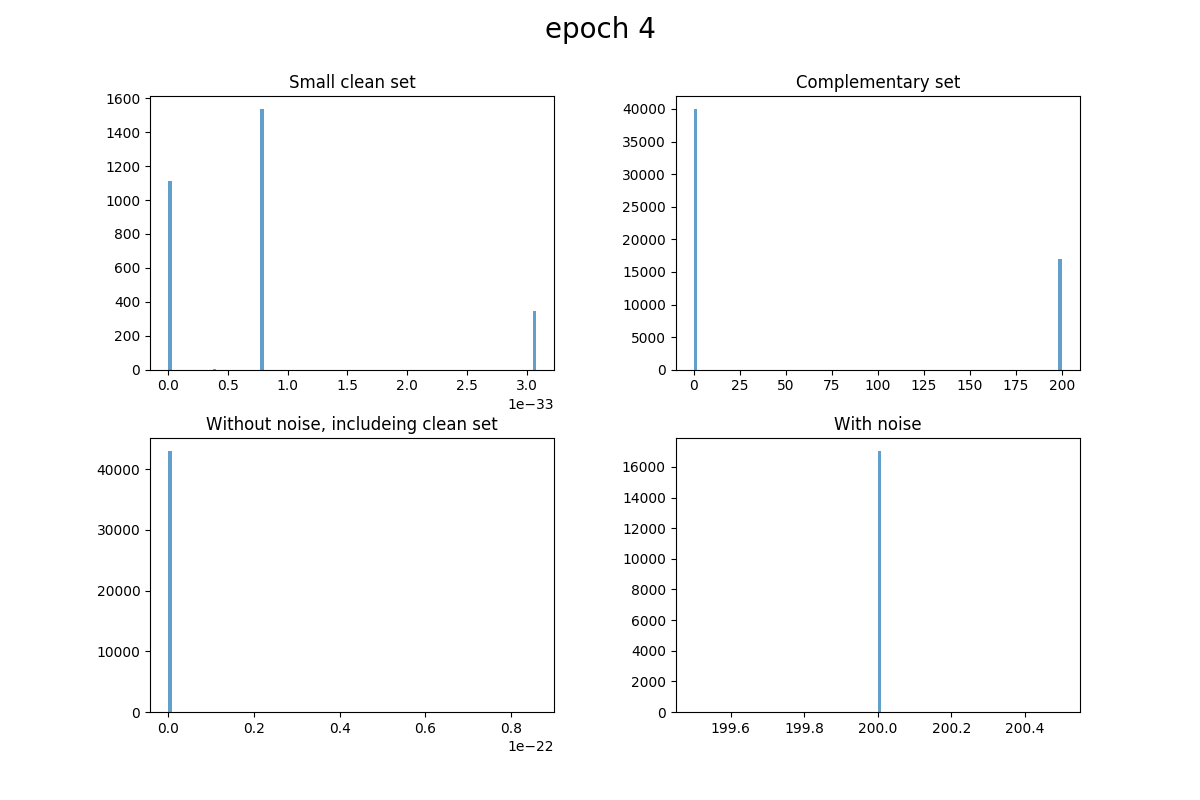 epoch 4
Small clean set
1600
1400
1200
1000
800
600
400
200
0
0.0 0.5 1.0 1.5 2.0 2.5 3.0
1e−33
Complementary set
40000
35000
30000
25000
20000
15000
10000
5000
0
0 25 50 75 100 125 150 175 200
Without noise, includeing clean set
40000
30000
20000
10000
0
0.0 0.2 0.4 0.6 0.8
1e−22
With noise
16000
14000
12000
10000
8000
6000
4000
2000
0
199.6 199.8 200.0 200.2 200.4